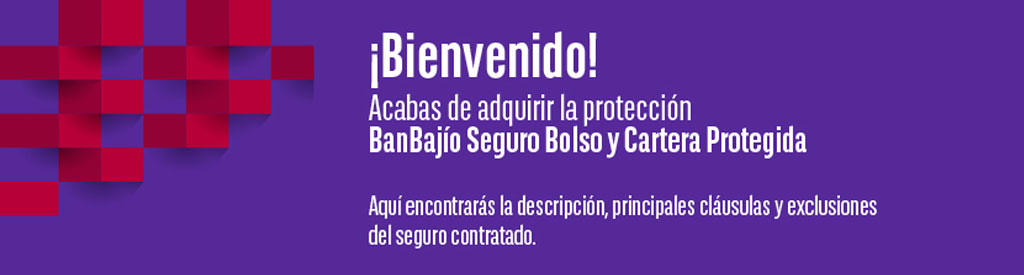 ¡Bienvenido!
Acabas de adquirir la protección
BanBajío Seguro Bolso y Cartera Protegida
Aquí encontrarás la descripción, principales cláusulas y exclusiones
del seguro contratado.